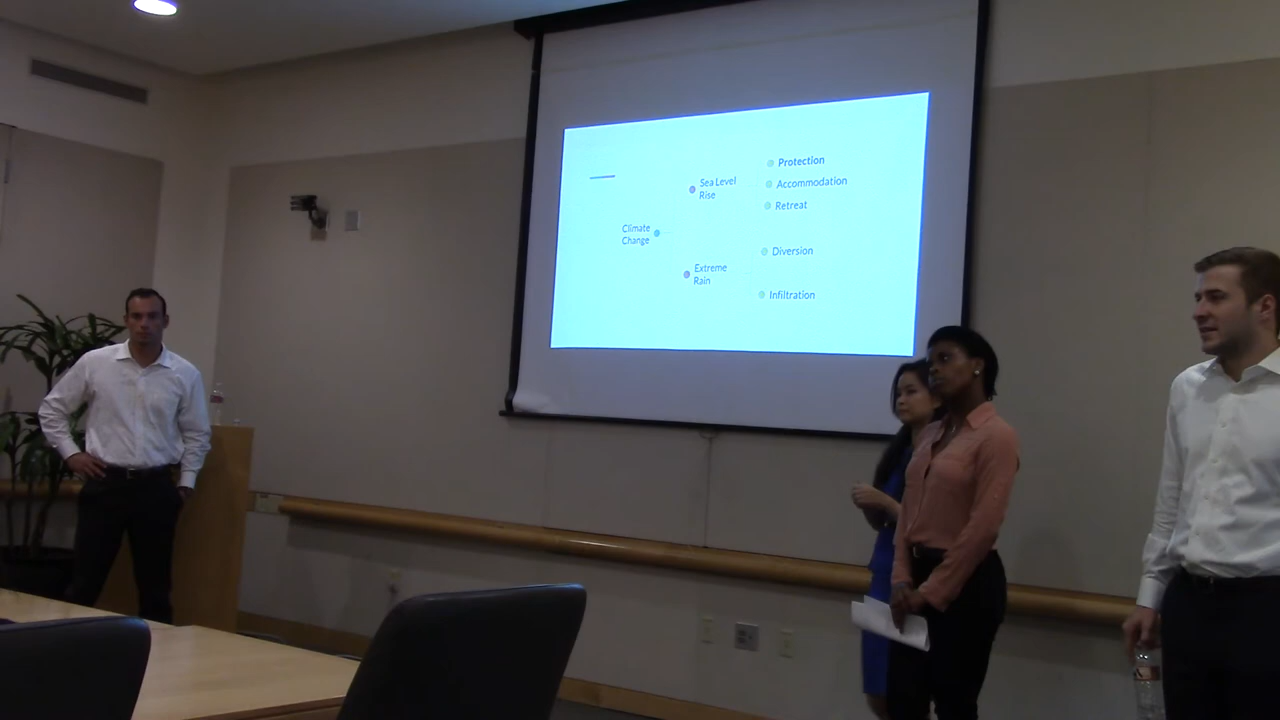 Climate
Change
Sea Level
Rise
Protection
Accommodation
Retreat
Extreme
Rain
Diversion
Infiltration